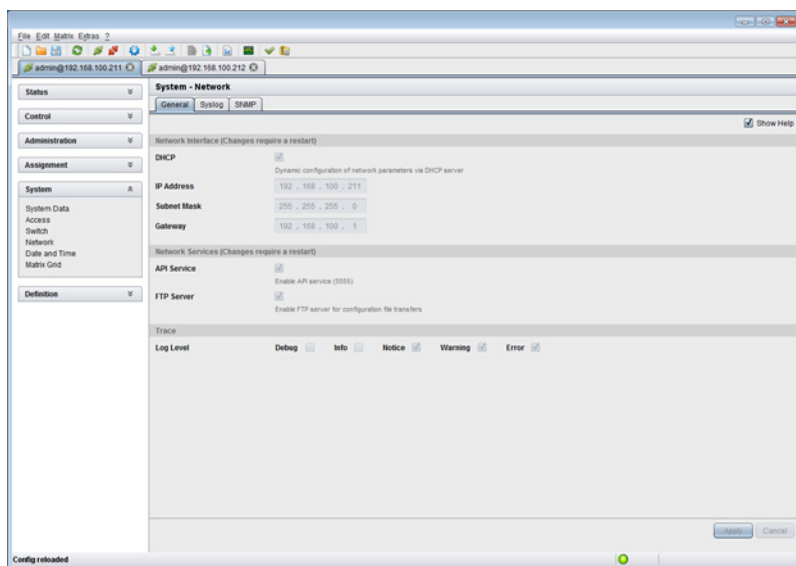 File Edit Matrix Extras ?
admin@192.168.100.211 admin@192.168.100.212
Status
Control
Administration
Assignment
System
System Data
Access
Switch
Network
Date and Time
Matrix Grid
Definition
System - Network
General Syslog SNMP
Show Help
Network Interface (Changes require a restart)
DHCP
Dynamic configuration of network parameters via DHCP server
IP Address 192 . 168 . 100 . 211
Subnet Mask 255 . 255 . 255 . 0
Gateway 192 . 168 . 100 . 1
Network Services (Changes require a restart)
API Service
Enable API service (5555)
FTP Server
Enable FTP server for configuration file transfers
Trace
Log Level Debug Info Notice Warning Error
Apply Cancel
Config reloaded